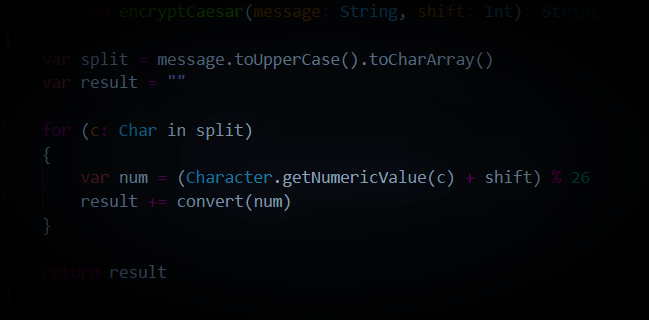 fun encryptCaesar(message: String, shift: Int): String
{
var split = message.toUpperCase().toCharArray()
var result = ""
for (c: Char in split)
{
var num = (Character.getNumericValue(c) + shift) % 26
result += convert(num)
}
return result
}